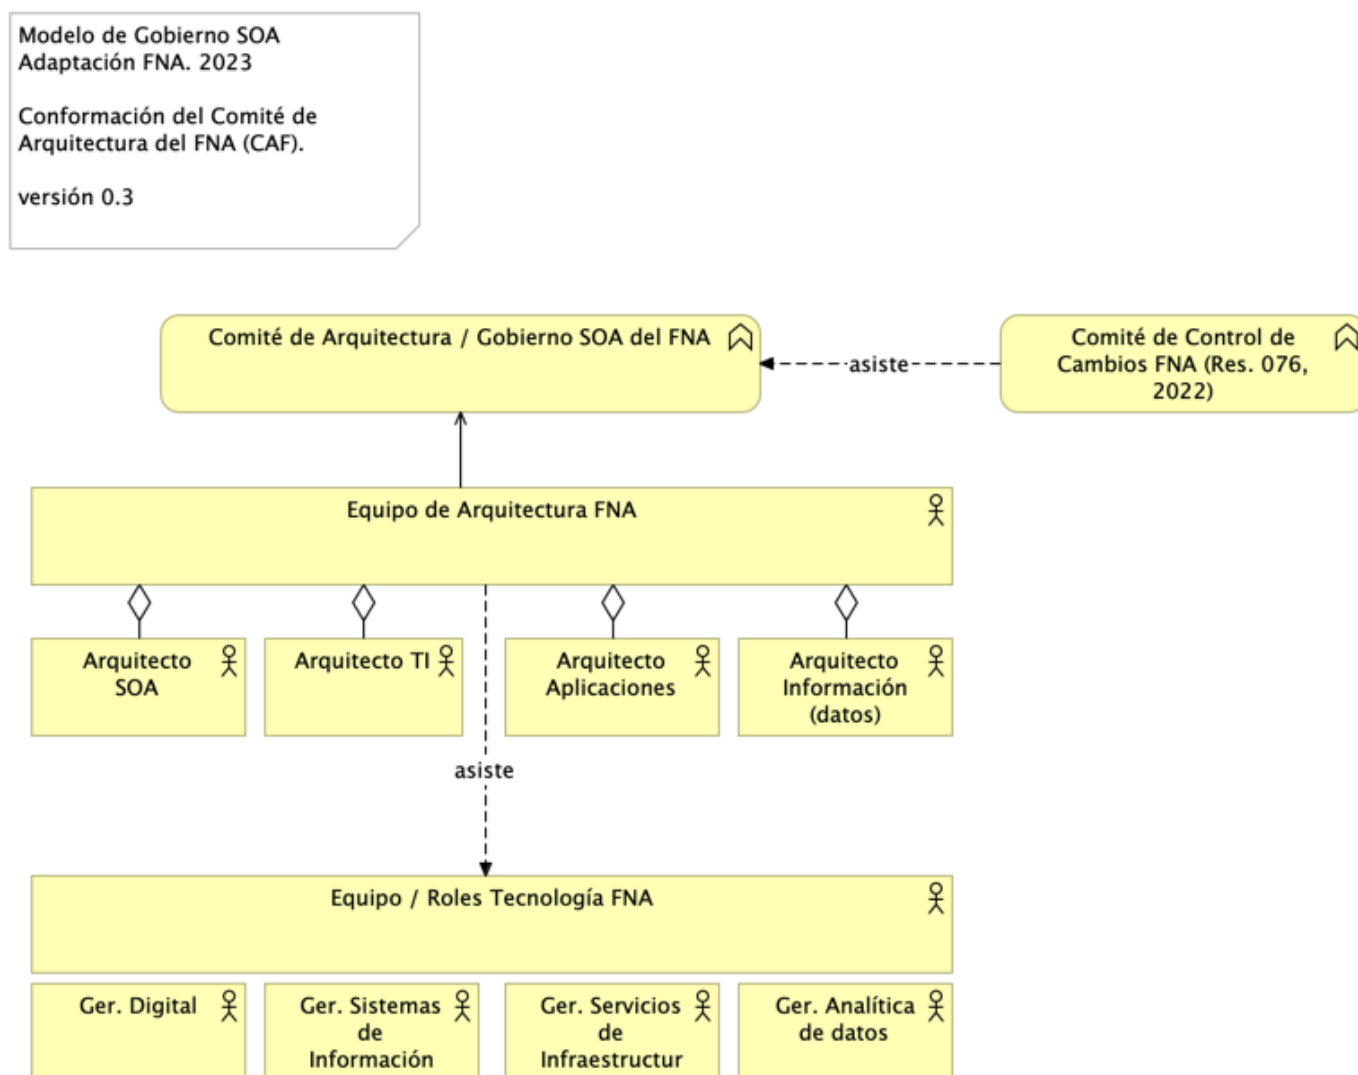 Modelo de Gobierno SOA
Adaptación FNA. 2023
Conformación del Comité de
Arquitectura del FNA (CAF).
versión 0.3
Comité de Arquitectura / Gobierno SOA del FNA
asiste
Comité de Control de
Cambios FNA (Res. 076,
2022)
Equipo de Arquitectura FNA
Arquitecto
SOA
Arquitecto TI
Arquitecto
Aplicaciones
Arquitecto
Información
(datos)
asiste
Equipo / Roles Tecnología FNA
Ger. Digital
Ger. Sistemas
de
Información
Ger. Servicios
de
Infraestructur
Ger. Analítica
de datos